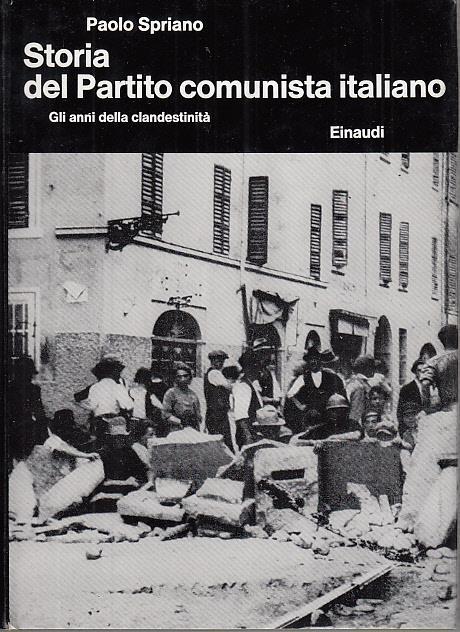 Paolo Spriano
Storia
del Partito comunista italiano
Gli anni della clandestinità
Einaudi